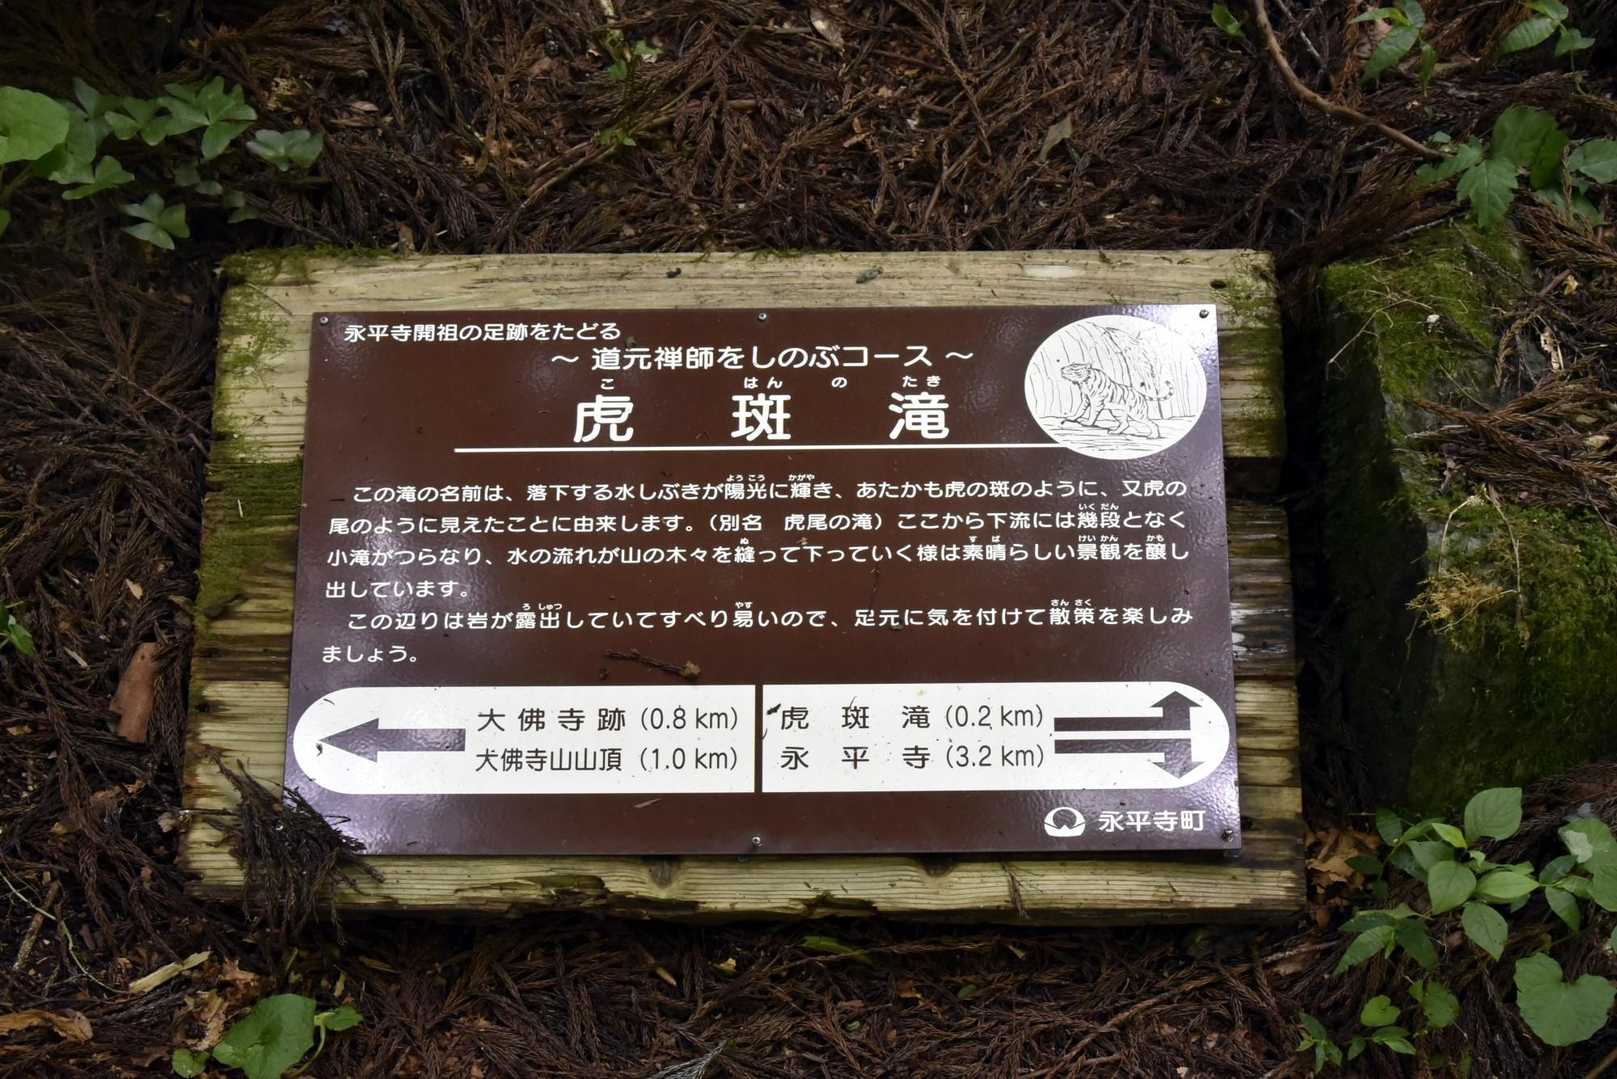 永平寺開祖の足跡をたどる
～ 道元禅師をしのぶコース ～
こ はん の たき
虎 斑 滝
この滝の名前は、落下する水しぶきが陽光に輝き、あたかも虎の斑のように、又虎の
尾のように見えたことに由来します。（別名　虎尾の滝）ここから下流には幾段となく
小滝がつらなり、水の流れが山の木々を縫って下っていく様は素晴らしい景観を醸し
出しています。
この辺りは岩が露出していてすべり易いので、足元に気を付けて散策を楽しみ
ましょう。
大佛寺跡（0.8 km）
大佛寺山山頂（1.0 km）
虎 斑 滝（0.2 km）
永 平 寺（3.2 km）
永平寺町